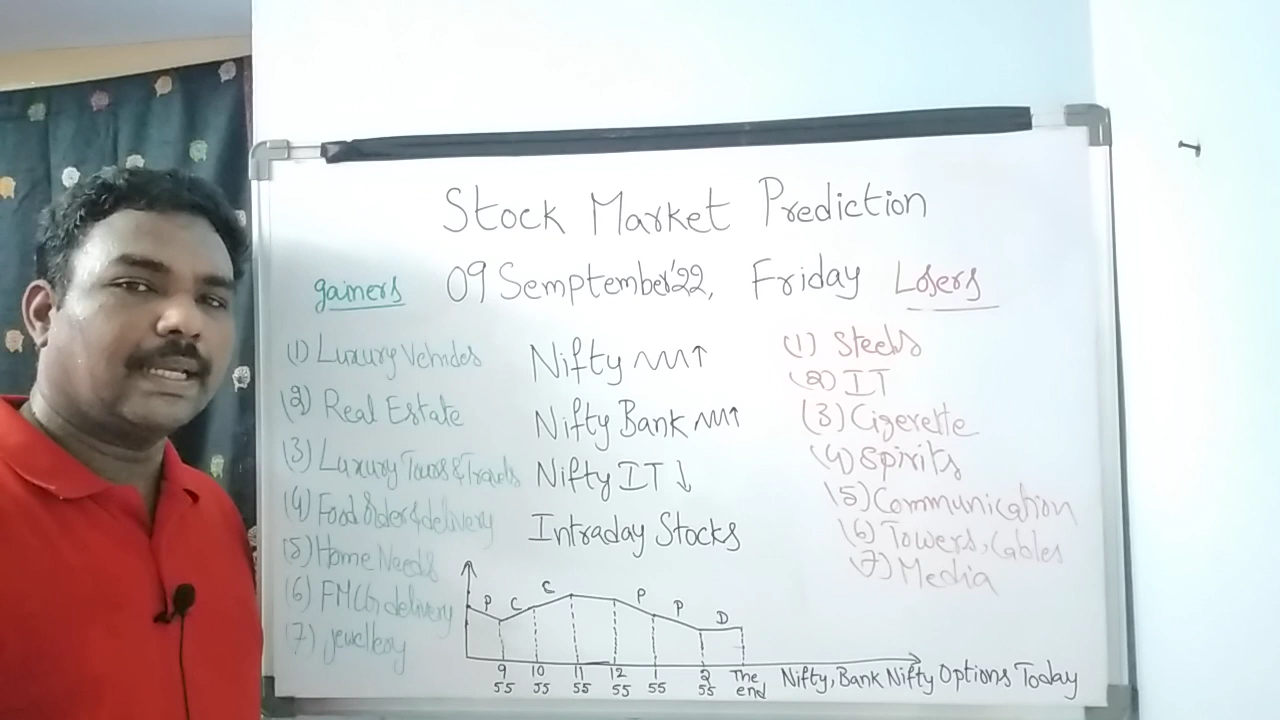 Stock Market Prediction
09 Semptember'22, Friday
gainers
(1) Luxury Vehicles
(2) Real Estate
(3) Luxury Tours & Travels
(4) Food Order & delivery
(5) Home Needs
(6) FMCG delivery
(7) jewellery
Nifty ↑
Nifty Bank ↑
Nifty IT ↓
Intraday Stocks
Losers
(1) Steels
(2) IT
(3) Cigerette
(4) Spirits
(5) Communication
(6) Towers, Cables
(7) Media
P C C P P D
9 10 11 12 1 2 The
55 55 55 55 55 55 end
Nifty, Bank Nifty Options Today